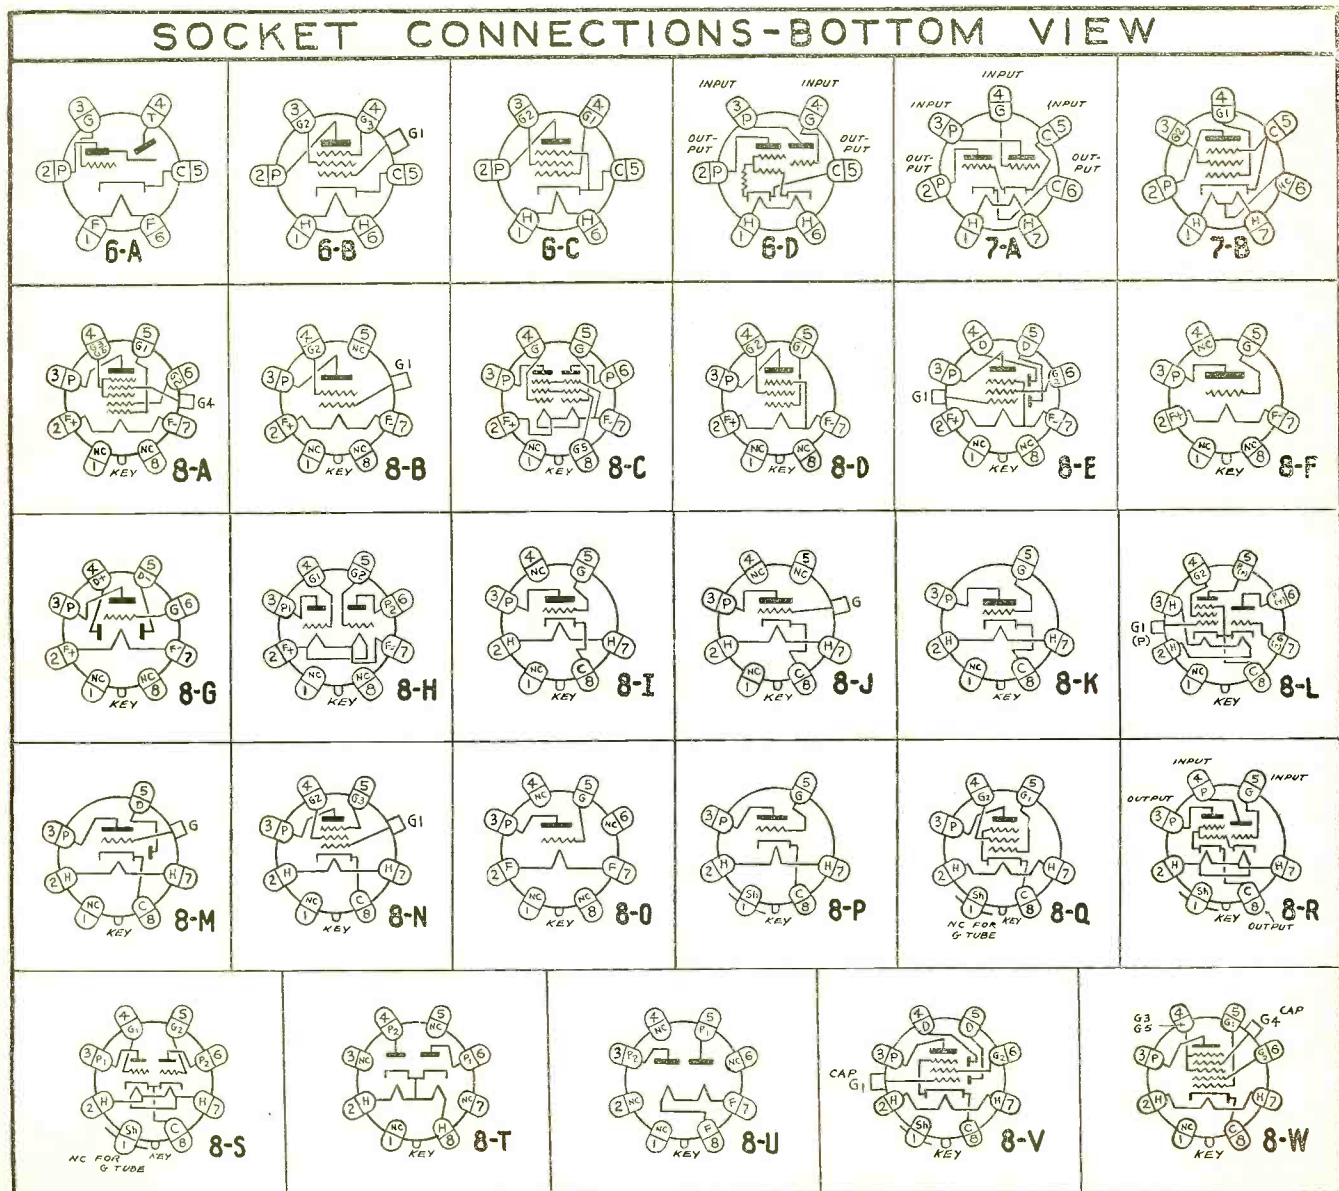 SOCKET CONNECTIONS-BOTTOM VIEW
3 G
4 T
2 P
C 5
F 1
F 6
6-A
3 G2
4 G3
G1
2 P
C 5
H 1
H 6
6-B
3 G2
4 G1
2 P
C 5
H 1
H 6
6-C
INPUT
INPUT
3 P
4 G
OUT-
PUT
OUT-
PUT
2 P
C 5
H 1
H 6
6-D
INPUT
4 G
INPUT
INPUT
3 P
C 5
OUT-
PUT
OUT-
PUT
2 P
C 6
H 1
H 7
7-A
4 G1
3 G2
C 5
2 P
NC 6
H 1
H 7
7-B
4
5 G1
3 P
G2 6
G4
2 F+
F- 7
NC 1
NC 8
KEY
8-A
4 G2
5 NC
3 P
G1
2 F+
F- 7
NC 1
NC 8
KEY
8-B
4 G
5 G
3 P
P 6
2 F+
F- 7
NC 1
G5 8
KEY
8-C
4 G2
5 G1
3 P
2 F+
F- 7
NC 1
NC 8
KEY
8-D
4 D
5 D
3 P
6
G1
2 F+
F- 7
NC 1
NC 8
KEY
8-E
4 NC
5 G
3 P
2 F+
F- 7
NC 1
NC 8
KEY
8-F
4 D+
5 D-
3 P
G 6
2 F+
F- 7
NC 1
NC 8
KEY
8-G
4 G1
5 G2
3 P1
P2 6
2 F+
F- 7
NC 1
NC 8
KEY
8-H
4 NC
5 G
3 P
2 H
H 7
NC 1
C 8
KEY
8-I
4 NC
5 NC
3 P
G
2 H
H 7
NC 1
C 8
KEY
8-J
5 G
3 P
2 H
H 7
NC 1
C 8
KEY
8-K
4 G2
5
3 H
6
G1
(P)
2 H
7
NC 1
C 8
KEY
8-L
5 D
3 P
G
2 H
H 7
NC 1
C 8
KEY
8-M
4 G2
5 G3
3 P
G1
2 H
H 7
NC 1
C 8
KEY
8-N
4 NC
5 G
3 P
NC 6
2 F
F 7
NC 1
NC 8
KEY
8-O
5 G
3 P
2 H
H 7
Sh 1
C 8
KEY
8-P
4 G2
5 G1
3 P
2 H
H 7
Sh 1
C 8
NC FOR
G TUBE
KEY
8-Q
INPUT
4 P
5 G
INPUT
OUTPUT
3 P
2 H
H 7
Sh 1
C 8
KEY
OUTPUT
8-R
4 G1
5 G2
3 P1
P2 6
2 H
H 7
Sh 1
C 8
NC FOR
G TUBE
KEY
8-S
4 P2
5 NC
3 NC
P1 6
2 H
NC 7
NC 1
H 8
KEY
8-T
4 NC
5 P1
3 P2
NC 6
2 NC
F 7
NC 1
F 8
KEY
8-U
4 D
5 D
3 P
G2 6
CAP
G1
2 H
H 7
Sh 1
C 8
KEY
8-V
G3
G5
4
5 G1
G4 CAP
3 P
6
2 H
H 7
NC 1
C 8
KEY
8-W